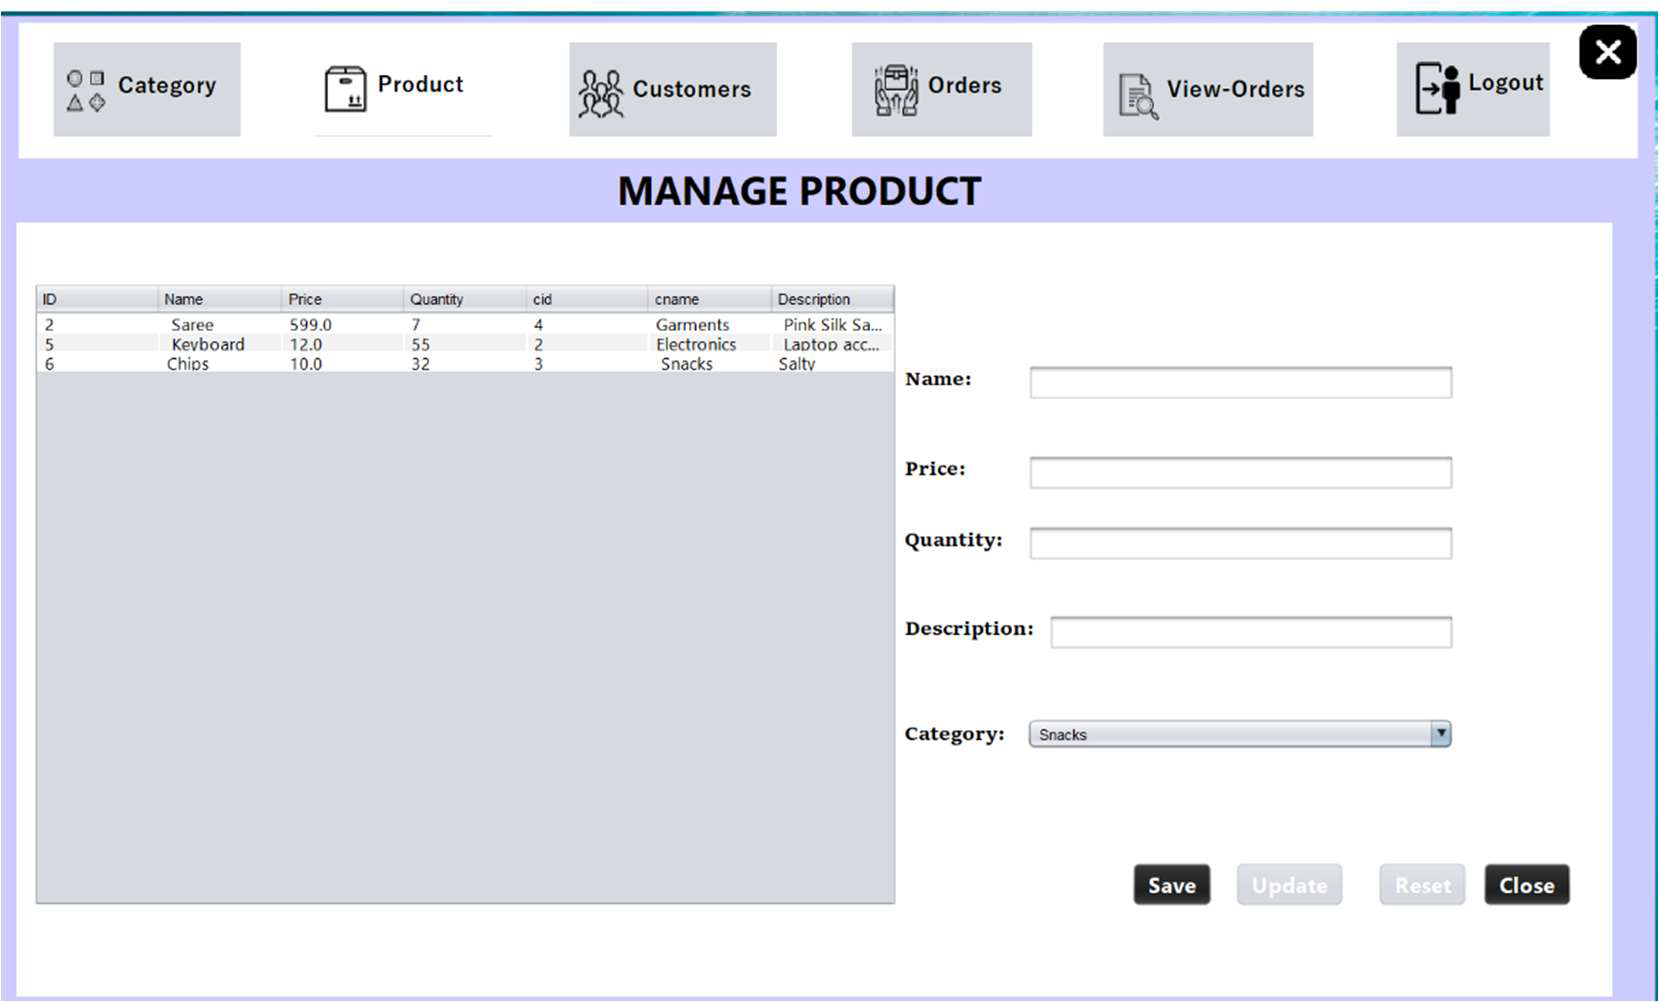 Category Product Customers Orders View-Orders Logout
MANAGE PRODUCT
ID Name Price Quantity cid cname Description
2 Saree 599.0 7 4 Garments Pink Silk Sa...
5 Keyboard 12.0 55 2 Electronics Laptop acc...
6 Chips 10.0 32 3 Snacks Salty
Name:
Price:
Quantity:
Description:
Category: Snacks
Save Update Reset Close